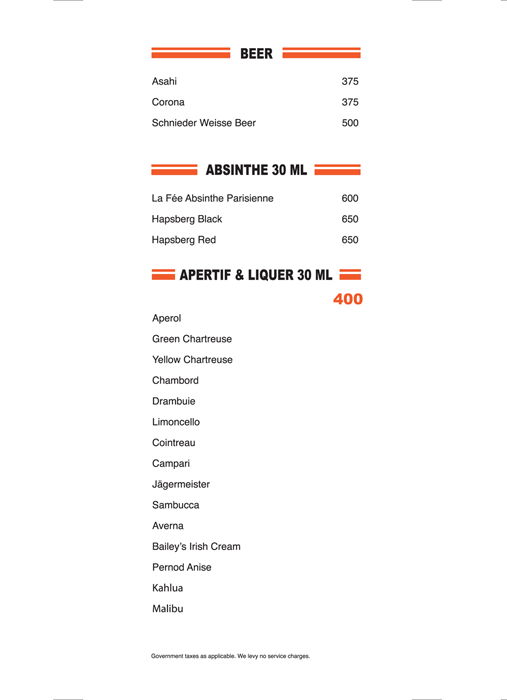 BEER
Asahi 375
Corona 375
Schnieder Weisse Beer 500
ABSINTHE 30 ML
La Fée Absinthe Parisienne 600
Hapsberg Black 650
Hapsberg Red 650
APERTIF & LIQUER 30 ML
400
Aperol
Green Chartreuse
Yellow Chartreuse
Chambord
Drambuie
Limoncello
Cointreau
Campari
Jägermeister
Sambucca
Averna
Bailey's Irish Cream
Pernod Anise
Kahlua
Malibu
Government taxes as applicable. We levy no service charges.